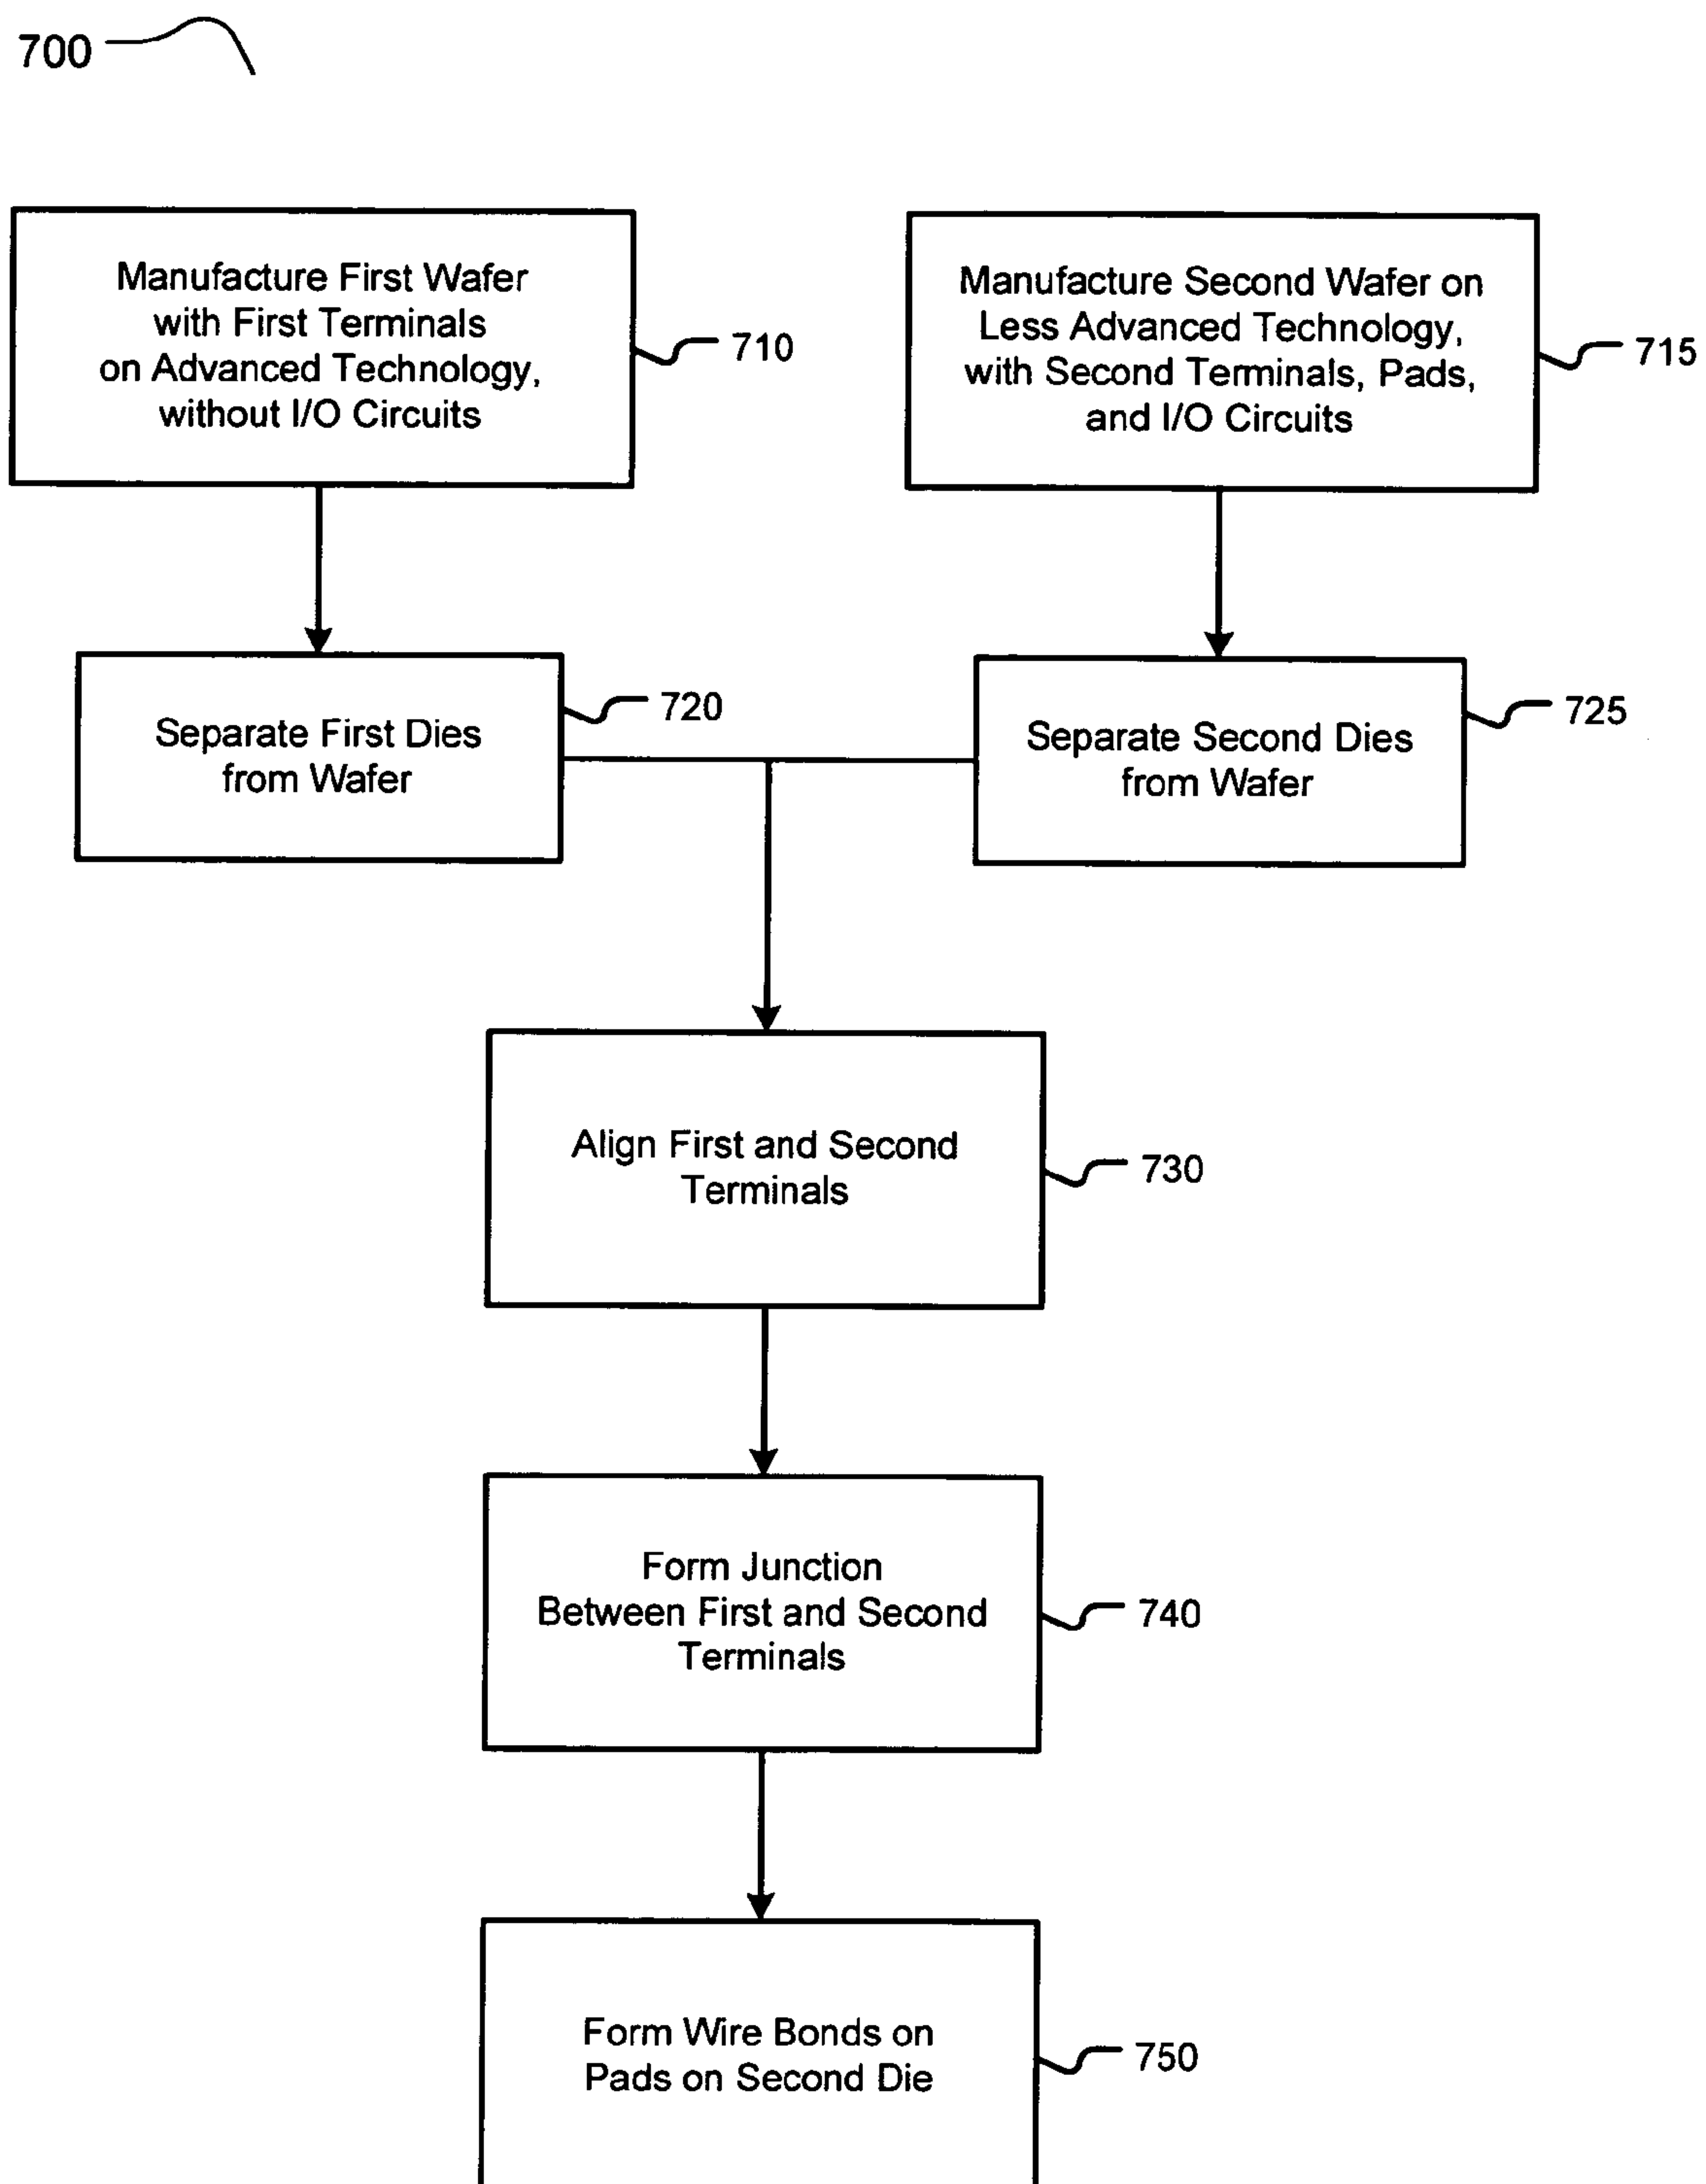 700
Manufacture First Wafer
with First Terminals
on Advanced Technology,
without I/O Circuits
710
Manufacture Second Wafer on
Less Advanced Technology,
with Second Terminals, Pads,
and I/O Circuits
715
Separate First Dies
from Wafer
720
Separate Second Dies
from Wafer
725
Align First and Second
Terminals
730
Form Junction
Between First and Second
Terminals
740
Form Wire Bonds on
Pads on Second Die
750